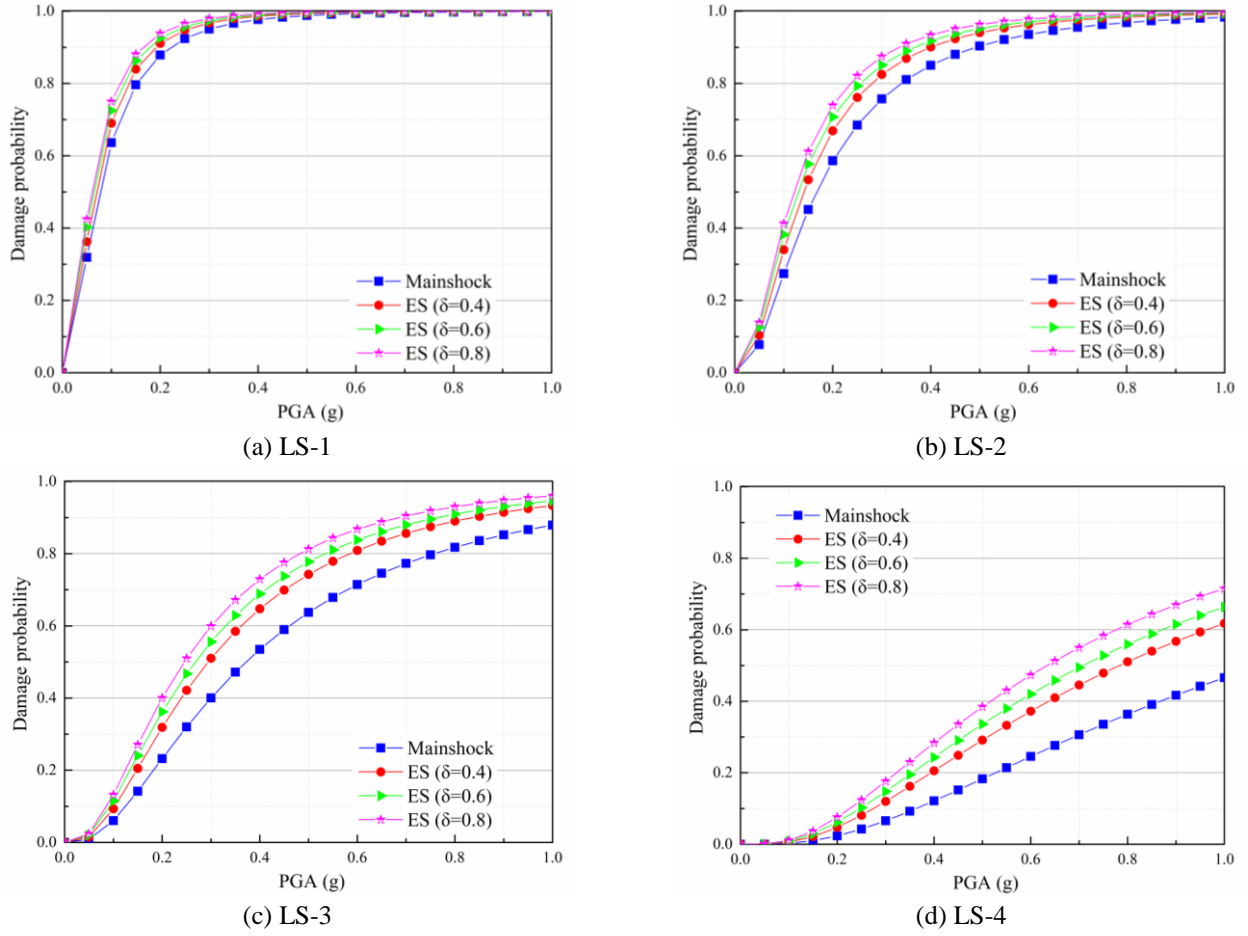 1.0
0.8
0.6
0.4
0.2
0.0
Damage probability
Mainshock
ES (δ=0.4)
ES (δ=0.6)
ES (δ=0.8)
0.0 0.2 0.4 0.6 0.8 1.0
PGA (g)
(a) LS-1
1.0
0.8
0.6
0.4
0.2
0.0
Damage probability
Mainshock
ES (δ=0.4)
ES (δ=0.6)
ES (δ=0.8)
0.0 0.2 0.4 0.6 0.8 1.0
PGA (g)
(b) LS-2
1.0
0.8
0.6
0.4
0.2
0.0
Damage probability
Mainshock
ES (δ=0.4)
ES (δ=0.6)
ES (δ=0.8)
0.0 0.2 0.4 0.6 0.8 1.0
PGA (g)
(c) LS-3
1.0
0.8
0.6
0.4
0.2
0.0
Damage probability
Mainshock
ES (δ=0.4)
ES (δ=0.6)
ES (δ=0.8)
0.0 0.2 0.4 0.6 0.8 1.0
PGA (g)
(d) LS-4